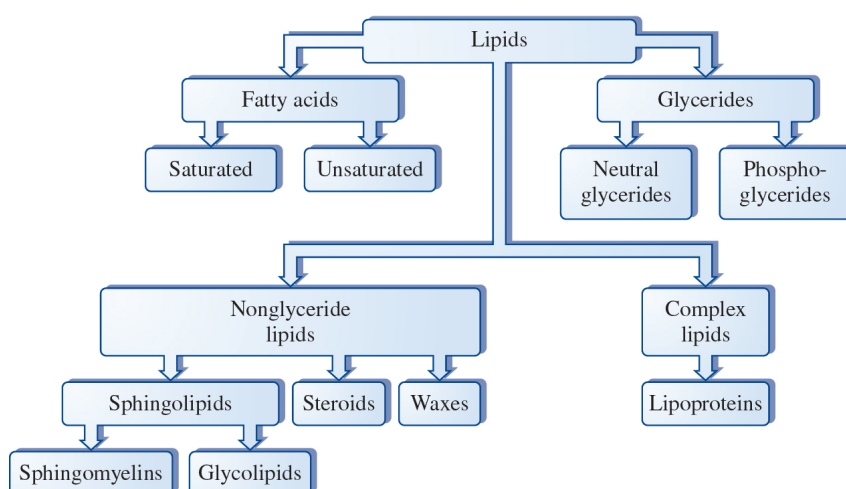 Lipids
Fatty acids
Glycerides
Saturated
Unsaturated
Neutral
glycerides
Phospho-
glycerides
Nonglyceride
lipids
Complex
lipids
Sphingolipids
Steroids
Waxes
Lipoproteins
Sphingomyelins
Glycolipids